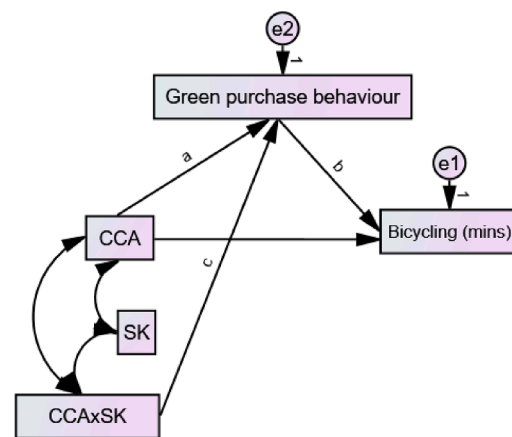 e2
1
Green purchase behaviour
a
b
e1
1
CCA
Bicycling (mins)
c
SK
CCAxSK